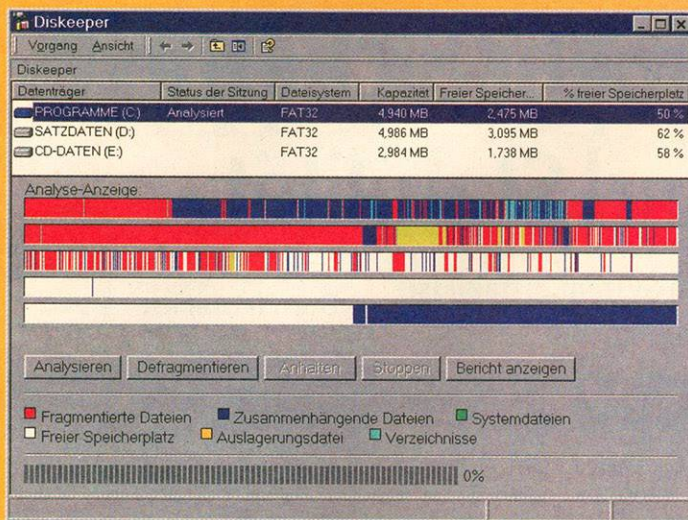 Diskeeper
Vorgang Ansicht
Diskeeper
Datenträger Status der Sitzung Dateisystem Kapazität Freier Speicher... % freier Speicherplatz
PROGRAMME (C:) Analysiert FAT32 4,940 MB 2,475 MB 50 %
SATZDATEN (D:) FAT32 4,986 MB 3,095 MB 62 %
CD-DATEN (E:) FAT32 2,984 MB 1,738 MB 58 %
Analyse-Anzeige:
Analysieren Defragmentieren Anhalten Stoppen Bericht anzeigen
Fragmentierte Dateien Zusammenhängende Dateien Systemdateien
Freier Speicherplatz Auslagerungsdatei Verzeichnisse
0%